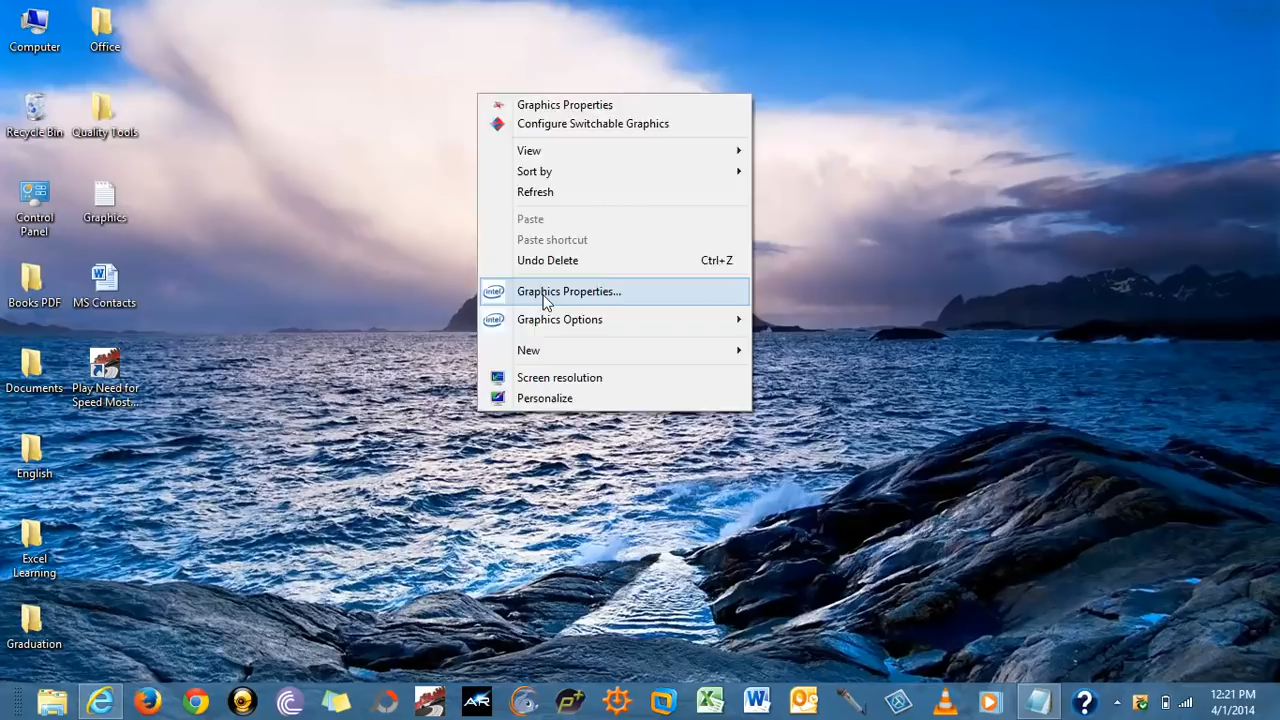 Computer
Office
Recycle Bin
Quality Tools
Control
Panel
Graphics
Books PDF
MS Contacts
Documents
Play Need for
Speed Most...
English
Excel
Learning
Graduation
Graphics Properties
Configure Switchable Graphics
View
Sort by
Refresh
Paste
Paste shortcut
Undo Delete Ctrl+Z
intel Graphics Properties...
intel Graphics Options
New
Screen resolution
Personalize
12:21 PM
4/1/2014